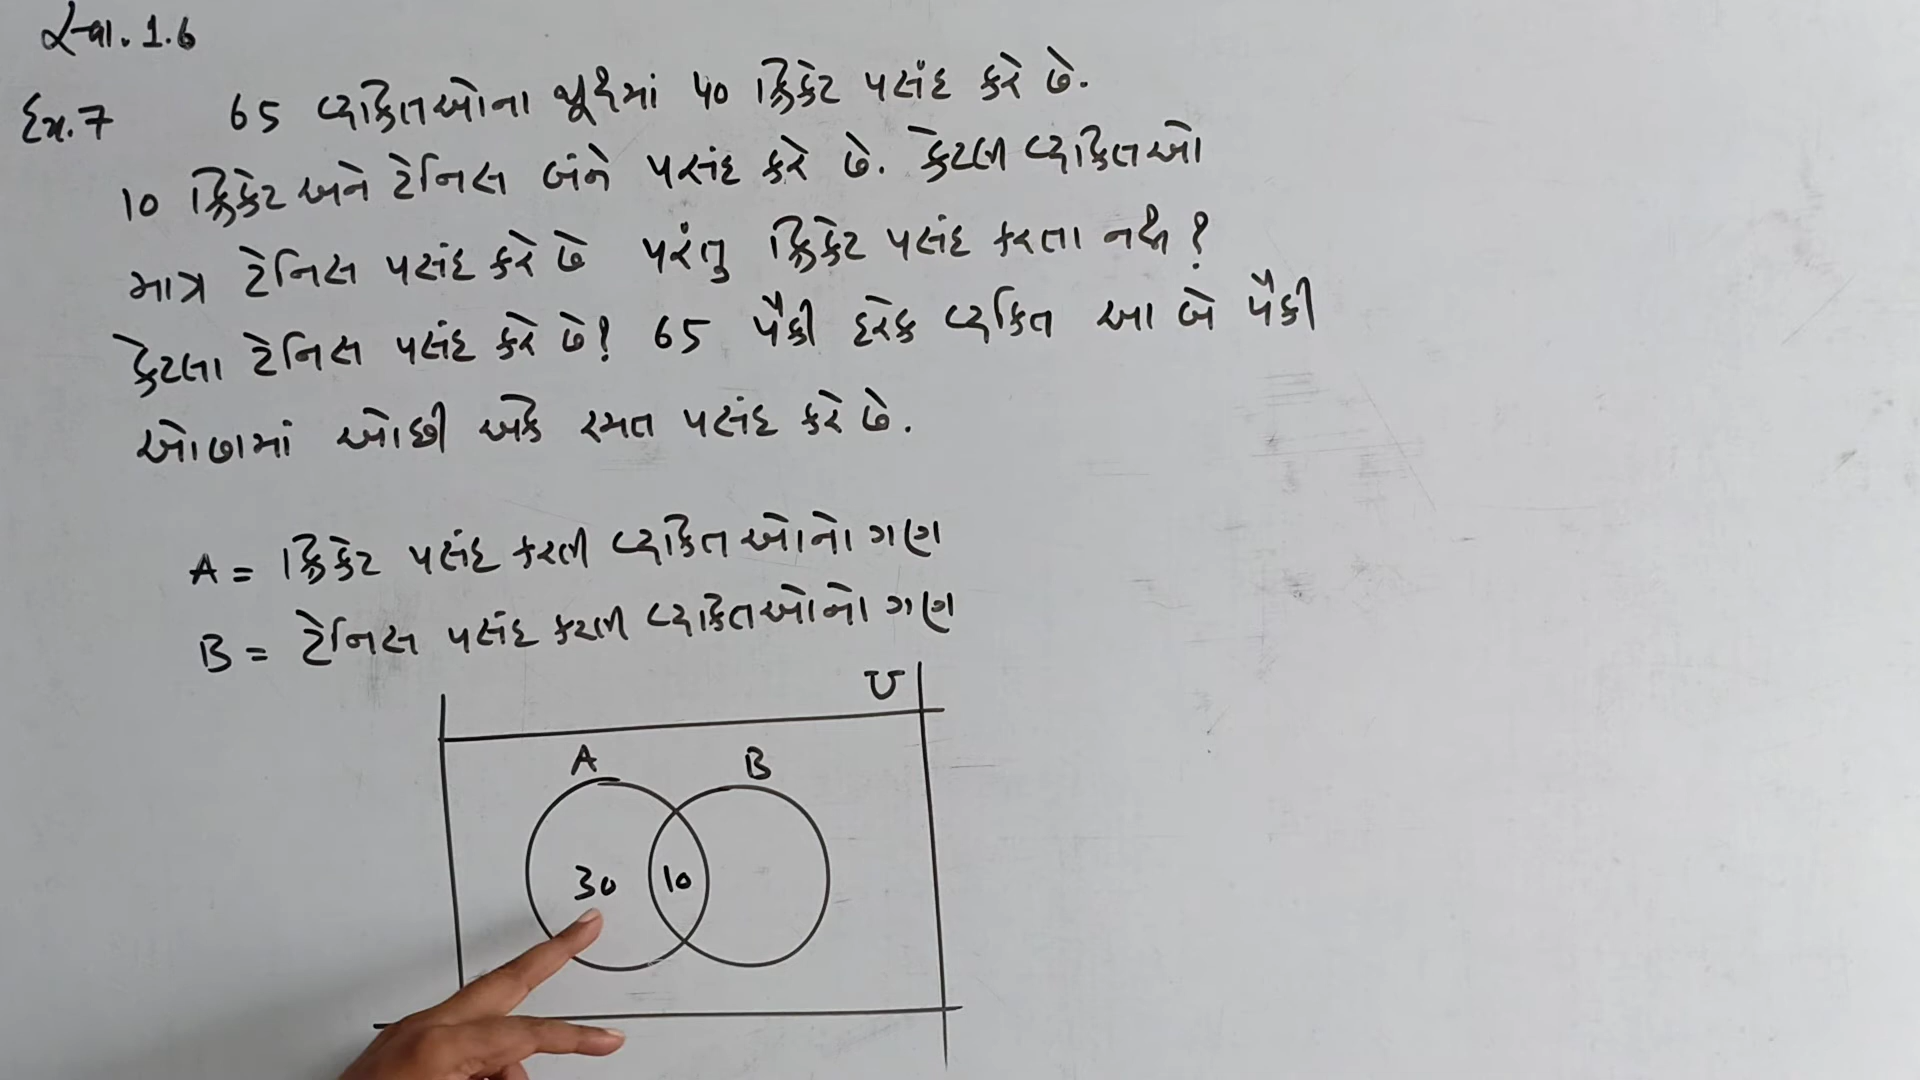 સ્વા. 1.6
Ex. 7 65 વ્યક્તિઓના જૂથમાં 40 ક્રિકેટ પસંદ કરે છે.
10 ક્રિકેટ અને ટેનિસ બંને પસંદ કરે છે. કેટલી વ્યક્તિઓ
માત્ર ટેનિસ પસંદ કરે છે પરંતુ ક્રિકેટ પસંદ કરતા નથી?
કેટલા ટેનિસ પસંદ કરે છે? 65 પૈકી દરેક વ્યક્તિ આ બે પૈકી
ઓછામાં ઓછી એક રમત પસંદ કરે છે.
A = ક્રિકેટ પસંદ કરતી વ્યક્તિઓનો ગણ
B = ટેનિસ પસંદ કરતી વ્યક્તિઓનો ગણ
U
A B
30 10